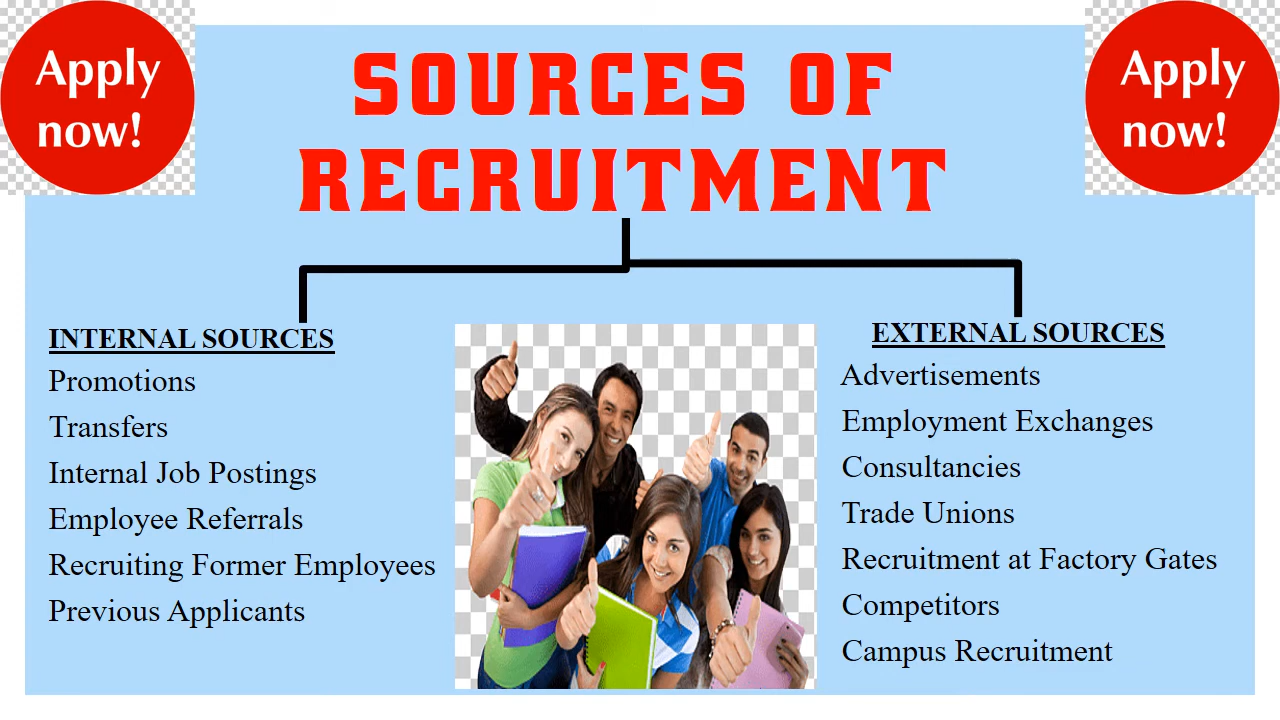 Apply
now!
Apply
now!
SOURCES OF
RECRUITMENT
INTERNAL SOURCES
Promotions
Transfers
Internal Job Postings
Employee Referrals
Recruiting Former Employees
Previous Applicants
EXTERNAL SOURCES
Advertisements
Employment Exchanges
Consultancies
Trade Unions
Recruitment at Factory Gates
Competitors
Campus Recruitment